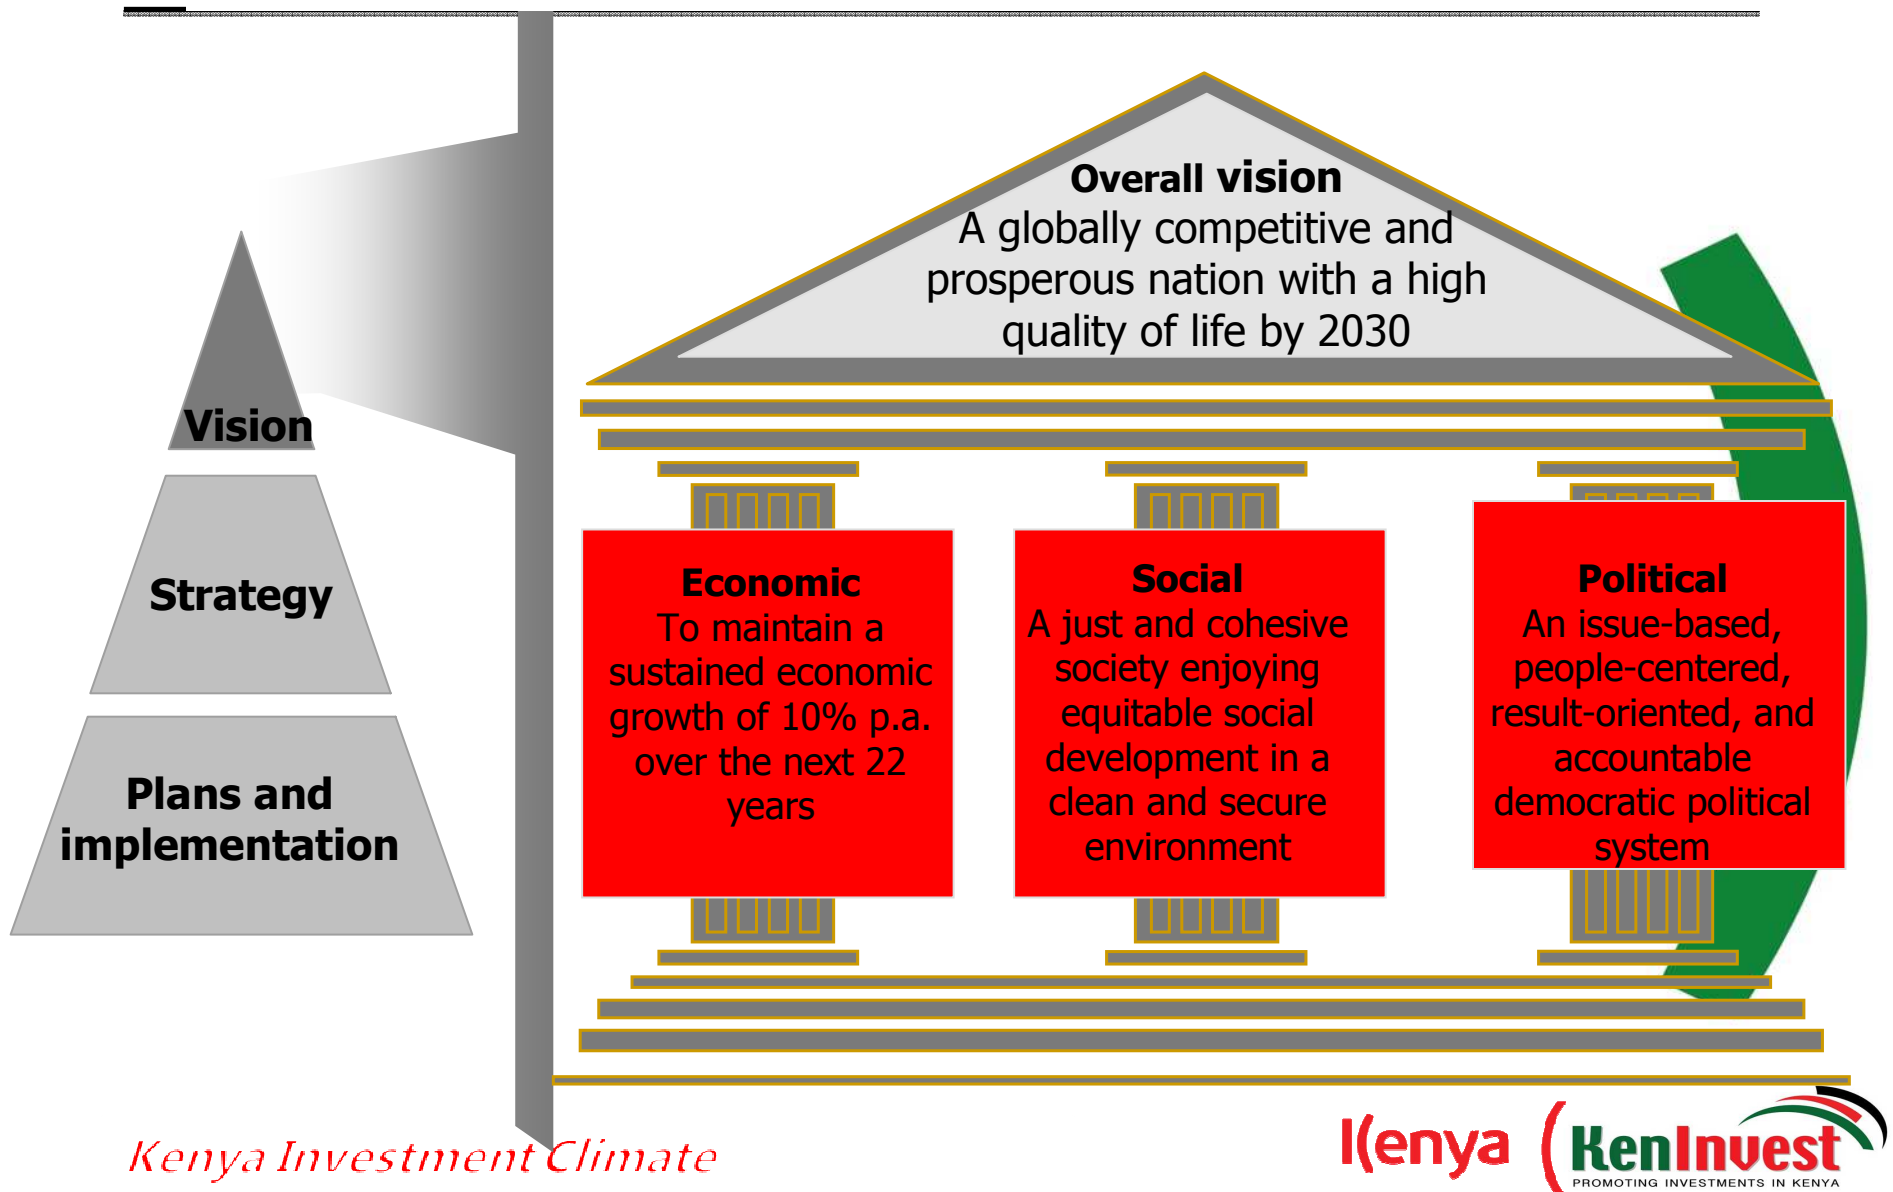 Overall vision
A globally competitive and
prosperous nation with a high
quality of life by 2030
Vision
Strategy
Plans and
implementation
Economic
To maintain a
sustained economic
growth of 10% p.a.
over the next 22
years
Social
A just and cohesive
society enjoying
equitable social
development in a
clean and secure
environment
Political
An issue-based,
people-centered,
result-oriented, and
accountable
democratic political
system
Kenya Investment Climate
Kenya
KenInvest
PROMOTING INVESTMENTS IN KENYA